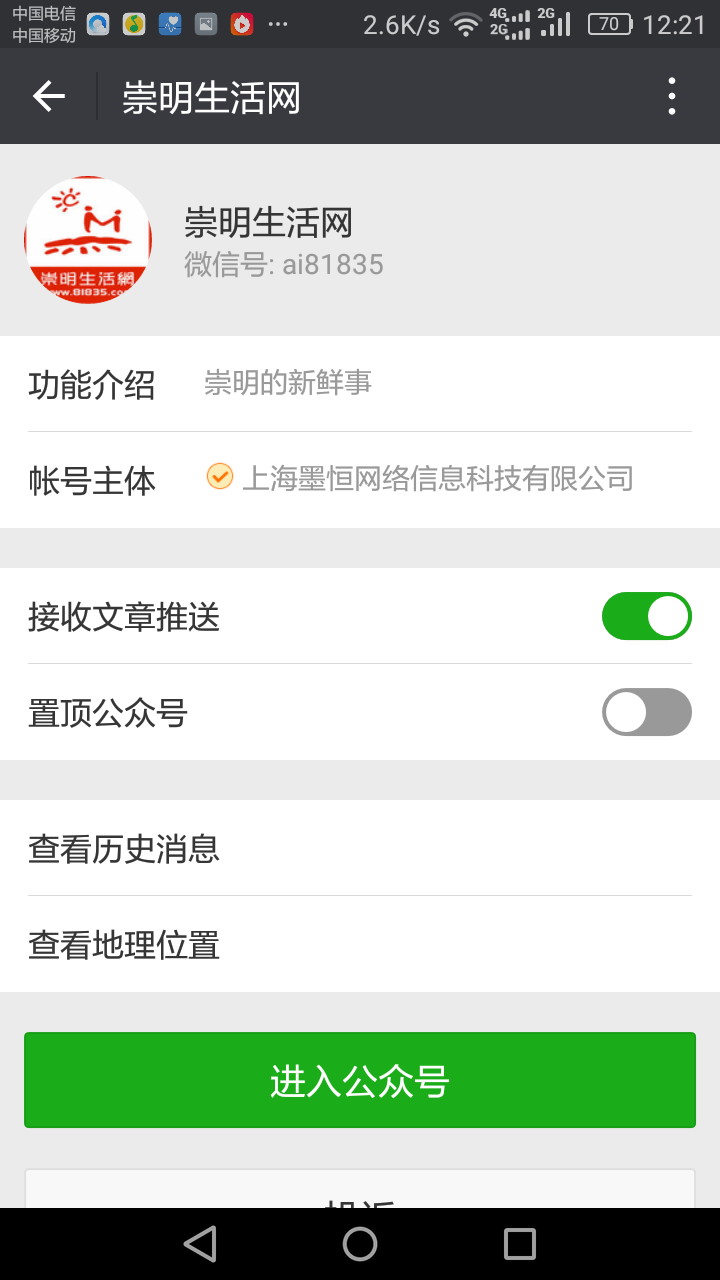 中国电信
中国移动
2.6K/s
4G
2G
2G
70
12:21
崇明生活网
崇明生活網
www.81835.co
崇明生活网
微信号: ai81835
功能介绍 崇明的新鲜事
帐号主体 上海墨恒网络信息科技有限公司
接收文章推送
置顶公众号
查看历史消息
查看地理位置
进入公众号